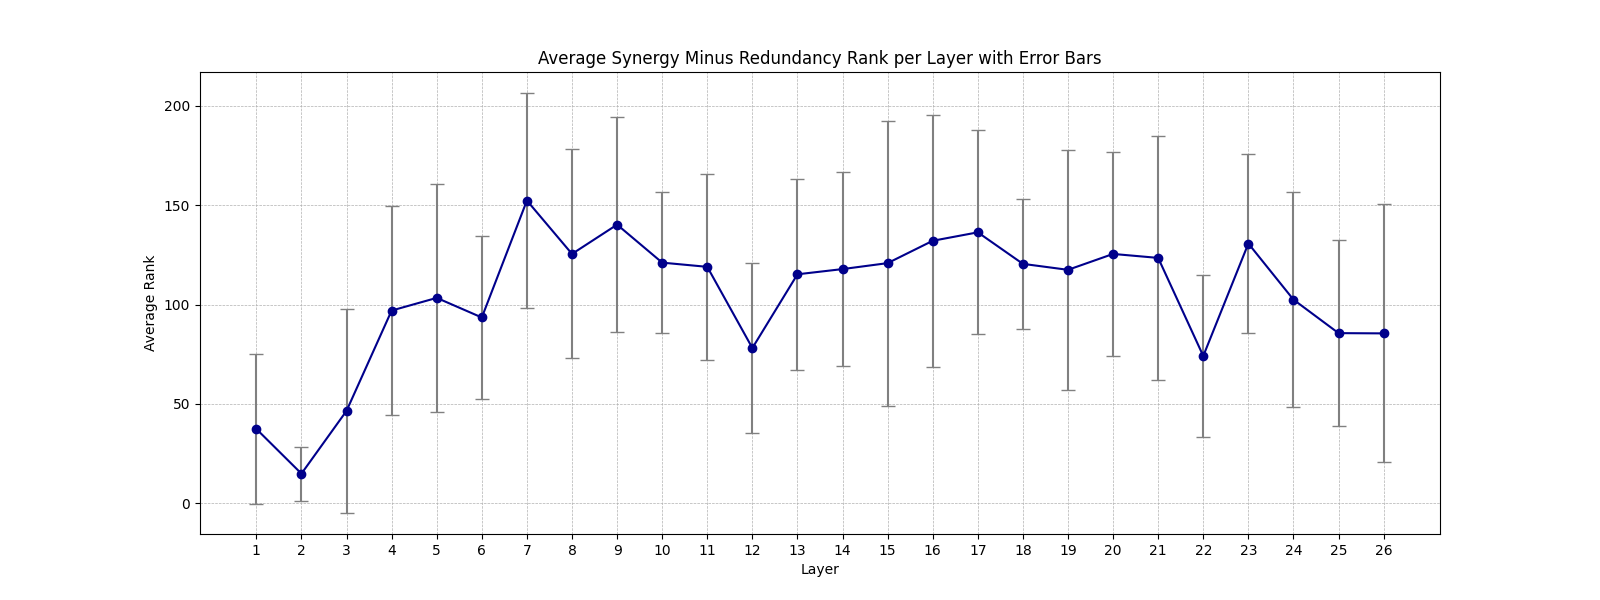 Average Synergy Minus Redundancy Rank per Layer with Error Bars
200
150
100
50
0
Average Rank
1 2 3 4 5 6 7 8 9 10 11 12 13 14 15 16 17 18 19 20 21 22 23 24 25 26
Layer